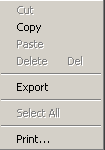 Cut
Copy
Paste
Delete Del
Export
Select All
Print...